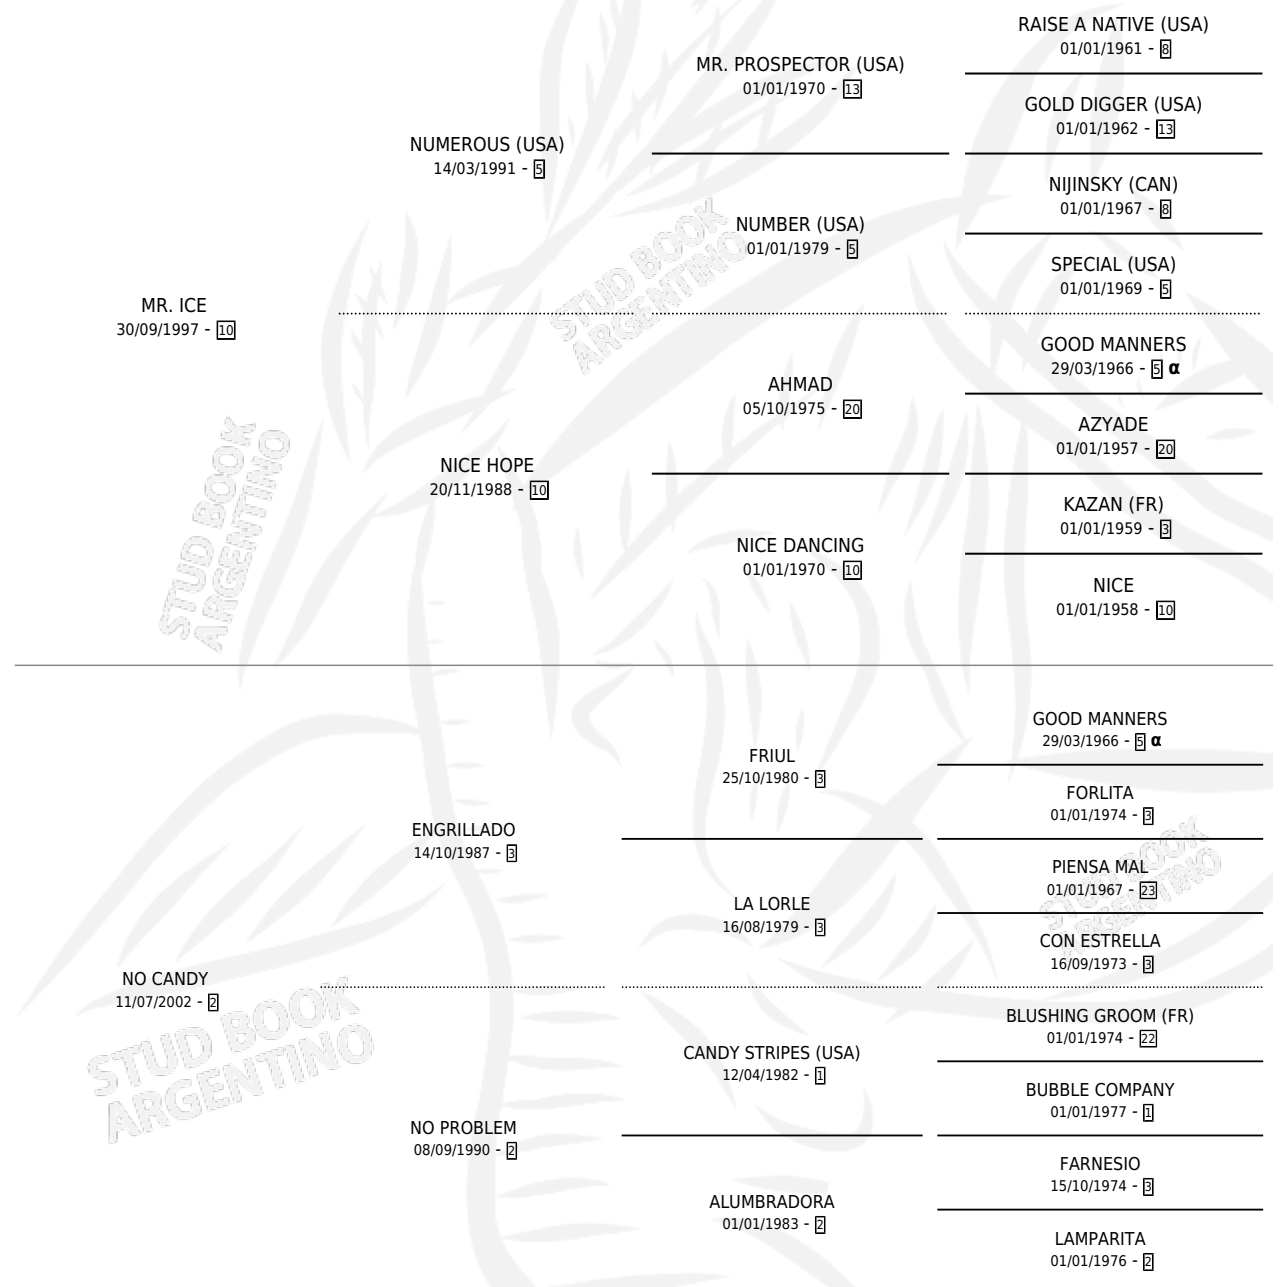 RAISE A NATIVE (USA)
01/01/1961 - 8
MR. PROSPECTOR (USA)
01/01/1970 - 13
GOLD DIGGER (USA)
01/01/1962 - 13
NUMEROUS (USA)
14/03/1991 - 5
NIJINSKY (CAN)
01/01/1967 - 8
NUMBER (USA)
01/01/1979 - 5
SPECIAL (USA)
01/01/1969 - 5
MR. ICE
30/09/1997 - 10
GOOD MANNERS
29/03/1966 - 5 α
AHMAD
05/10/1975 - 20
AZYADE
01/01/1957 - 20
NICE HOPE
20/11/1988 - 10
KAZAN (FR)
01/01/1959 - 3
NICE DANCING
01/01/1970 - 10
NICE
01/01/1958 - 10
STUD BOOK
ARGENTINO
STUD BOOK
ARGENTINO
GOOD MANNERS
29/03/1966 - 5 α
FRIUL
25/10/1980 - 3
FORLITA
01/01/1974 - 3
ENGRILLADO
14/10/1987 - 3
PIENSA MAL
01/01/1967 - 23
LA LORLE
16/08/1979 - 3
CON ESTRELLA
16/09/1973 - 3
NO CANDY
11/07/2002 - 2
BLUSHING GROOM (FR)
01/01/1974 - 22
CANDY STRIPES (USA)
12/04/1982 - 1
BUBBLE COMPANY
01/01/1977 - 1
NO PROBLEM
08/09/1990 - 2
FARNESIO
15/10/1974 - 3
ALUMBRADORA
01/01/1983 - 2
LAMPARITA
01/01/1976 - 2
STUD BOOK
ARGENTINO
STUD BOOK
ARGENTINO